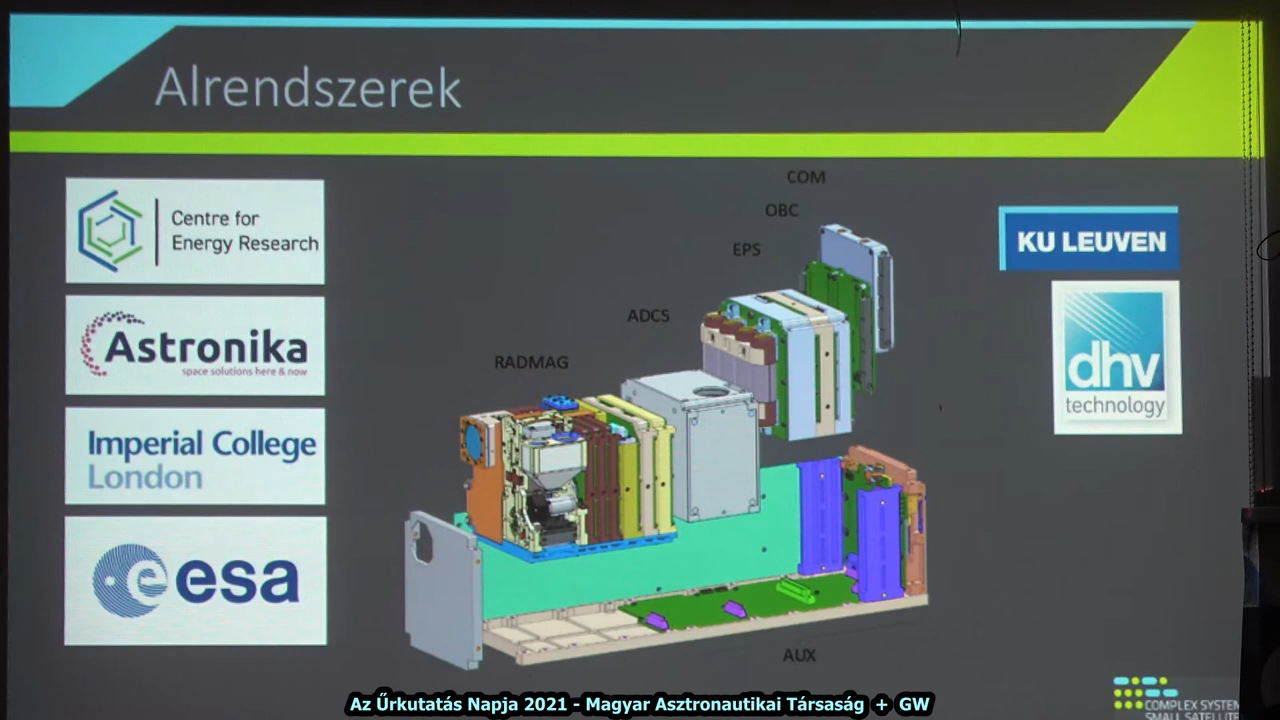 Alrendszerek
Centre for
Energy Research
Astronika
space solutions here & now
Imperial College
London
esa
COM
OBC
EPS
ADCS
RADMAG
AUX
KU LEUVEN
dhv
technology
COMPLEX SYSTEM
SMALL SATELLITE
Az Űrkutatás Napja 2021 - Magyar Asztronautikai Társaság + GW